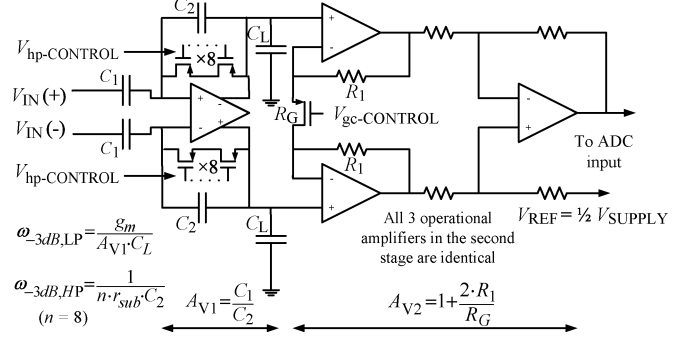 C2
CL
Vhp-CONTROL
×8
C1
VIN(+)
VIN(-)
C1
Vhp-CONTROL
×8
C2
CL
R1
RG
Vgc-CONTROL
R1
+
-
+
-
+
-
-
+
-
+
-
+
To ADC
input
VREF = ½ VSUPPLY
All 3 operational
amplifiers in the second
stage are identical
ω−3dB,LP = gm / AV1·CL
ω−3dB,HP = 1 / n·rsub·C2
(n = 8)
AV1 = C1 / C2
AV2 = 1 + 2·R1 / RG